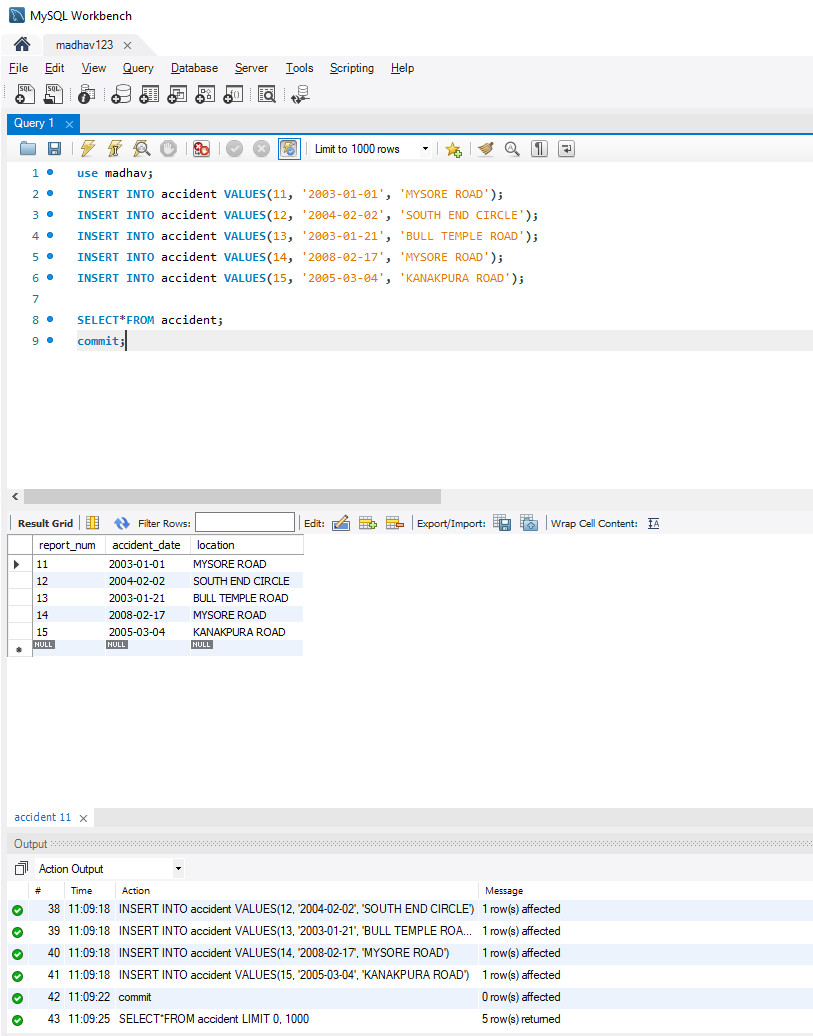 MySQL Workbench
madhav123
File Edit View Query Database Server Tools Scripting Help
Query 1
Limit to 1000 rows
1 use madhav;
2 INSERT INTO accident VALUES(11, '2003-01-01', 'MYSORE ROAD');
3 INSERT INTO accident VALUES(12, '2004-02-02', 'SOUTH END CIRCLE');
4 INSERT INTO accident VALUES(13, '2003-01-21', 'BULL TEMPLE ROAD');
5 INSERT INTO accident VALUES(14, '2008-02-17', 'MYSORE ROAD');
6 INSERT INTO accident VALUES(15, '2005-03-04', 'KANAKPURA ROAD');
7
8 SELECT*FROM accident;
9 commit;
Result Grid Filter Rows: Edit: Export/Import: Wrap Cell Content:
report_num accident_date location
11 2003-01-01 MYSORE ROAD
12 2004-02-02 SOUTH END CIRCLE
13 2003-01-21 BULL TEMPLE ROAD
14 2008-02-17 MYSORE ROAD
15 2005-03-04 KANAKPURA ROAD
NULL NULL NULL
accident 11
Output
Action Output
# Time Action Message
38 11:09:18 INSERT INTO accident VALUES(12, '2004-02-02', 'SOUTH END CIRCLE') 1 row(s) affected
39 11:09:18 INSERT INTO accident VALUES(13, '2003-01-21', 'BULL TEMPLE ROA... 1 row(s) affected
40 11:09:18 INSERT INTO accident VALUES(14, '2008-02-17', 'MYSORE ROAD') 1 row(s) affected
41 11:09:18 INSERT INTO accident VALUES(15, '2005-03-04', 'KANAKPURA ROAD') 1 row(s) affected
42 11:09:22 commit 0 row(s) affected
43 11:09:25 SELECT*FROM accident LIMIT 0, 1000 5 row(s) returned